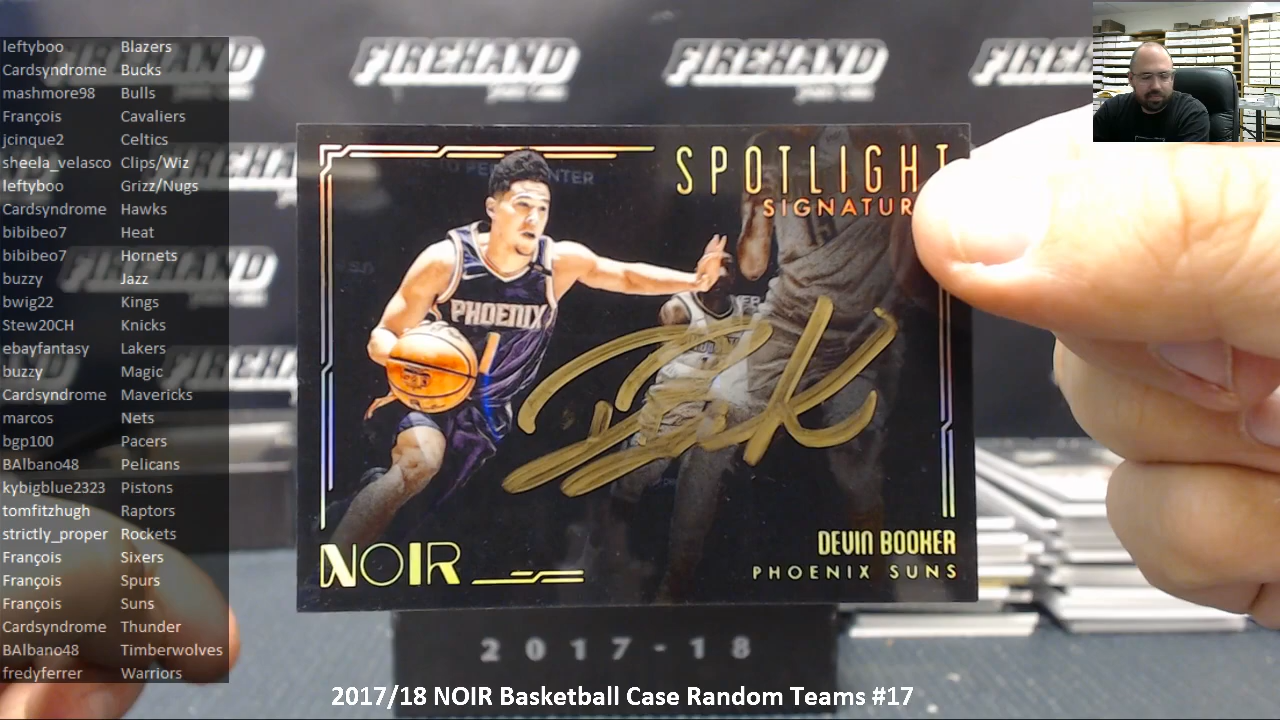 leftyboo Blazers
Cardsyndrome Bucks
mashmore98 Bulls
François Cavaliers
jcinque2 Celtics
sheela_velasco Clips/Wiz
leftyboo Grizz/Nugs
Cardsyndrome Hawks
bibibeo7 Heat
bibibeo7 Hornets
buzzy Jazz
bwig22 Kings
Stew20CH Knicks
ebayfantasy Lakers
buzzy Magic
Cardsyndrome Mavericks
marcos Nets
bgp100 Pacers
BAlbano48 Pelicans
kybigblue2323 Pistons
tomfitzhugh Raptors
strictly_proper Rockets
François Sixers
François Spurs
François Suns
Cardsyndrome Thunder
BAlbano48 Timberwolves
fredyferrer Warriors
FIREHAND FIREHAND FIREHAND FIREHA
SPOTLIGHT
SIGNATUR
PHOENIX
NOIR
DEVIN BOOKER
PHOENIX SUNS
2017-18
2017/18 NOIR Basketball Case Random Teams #17